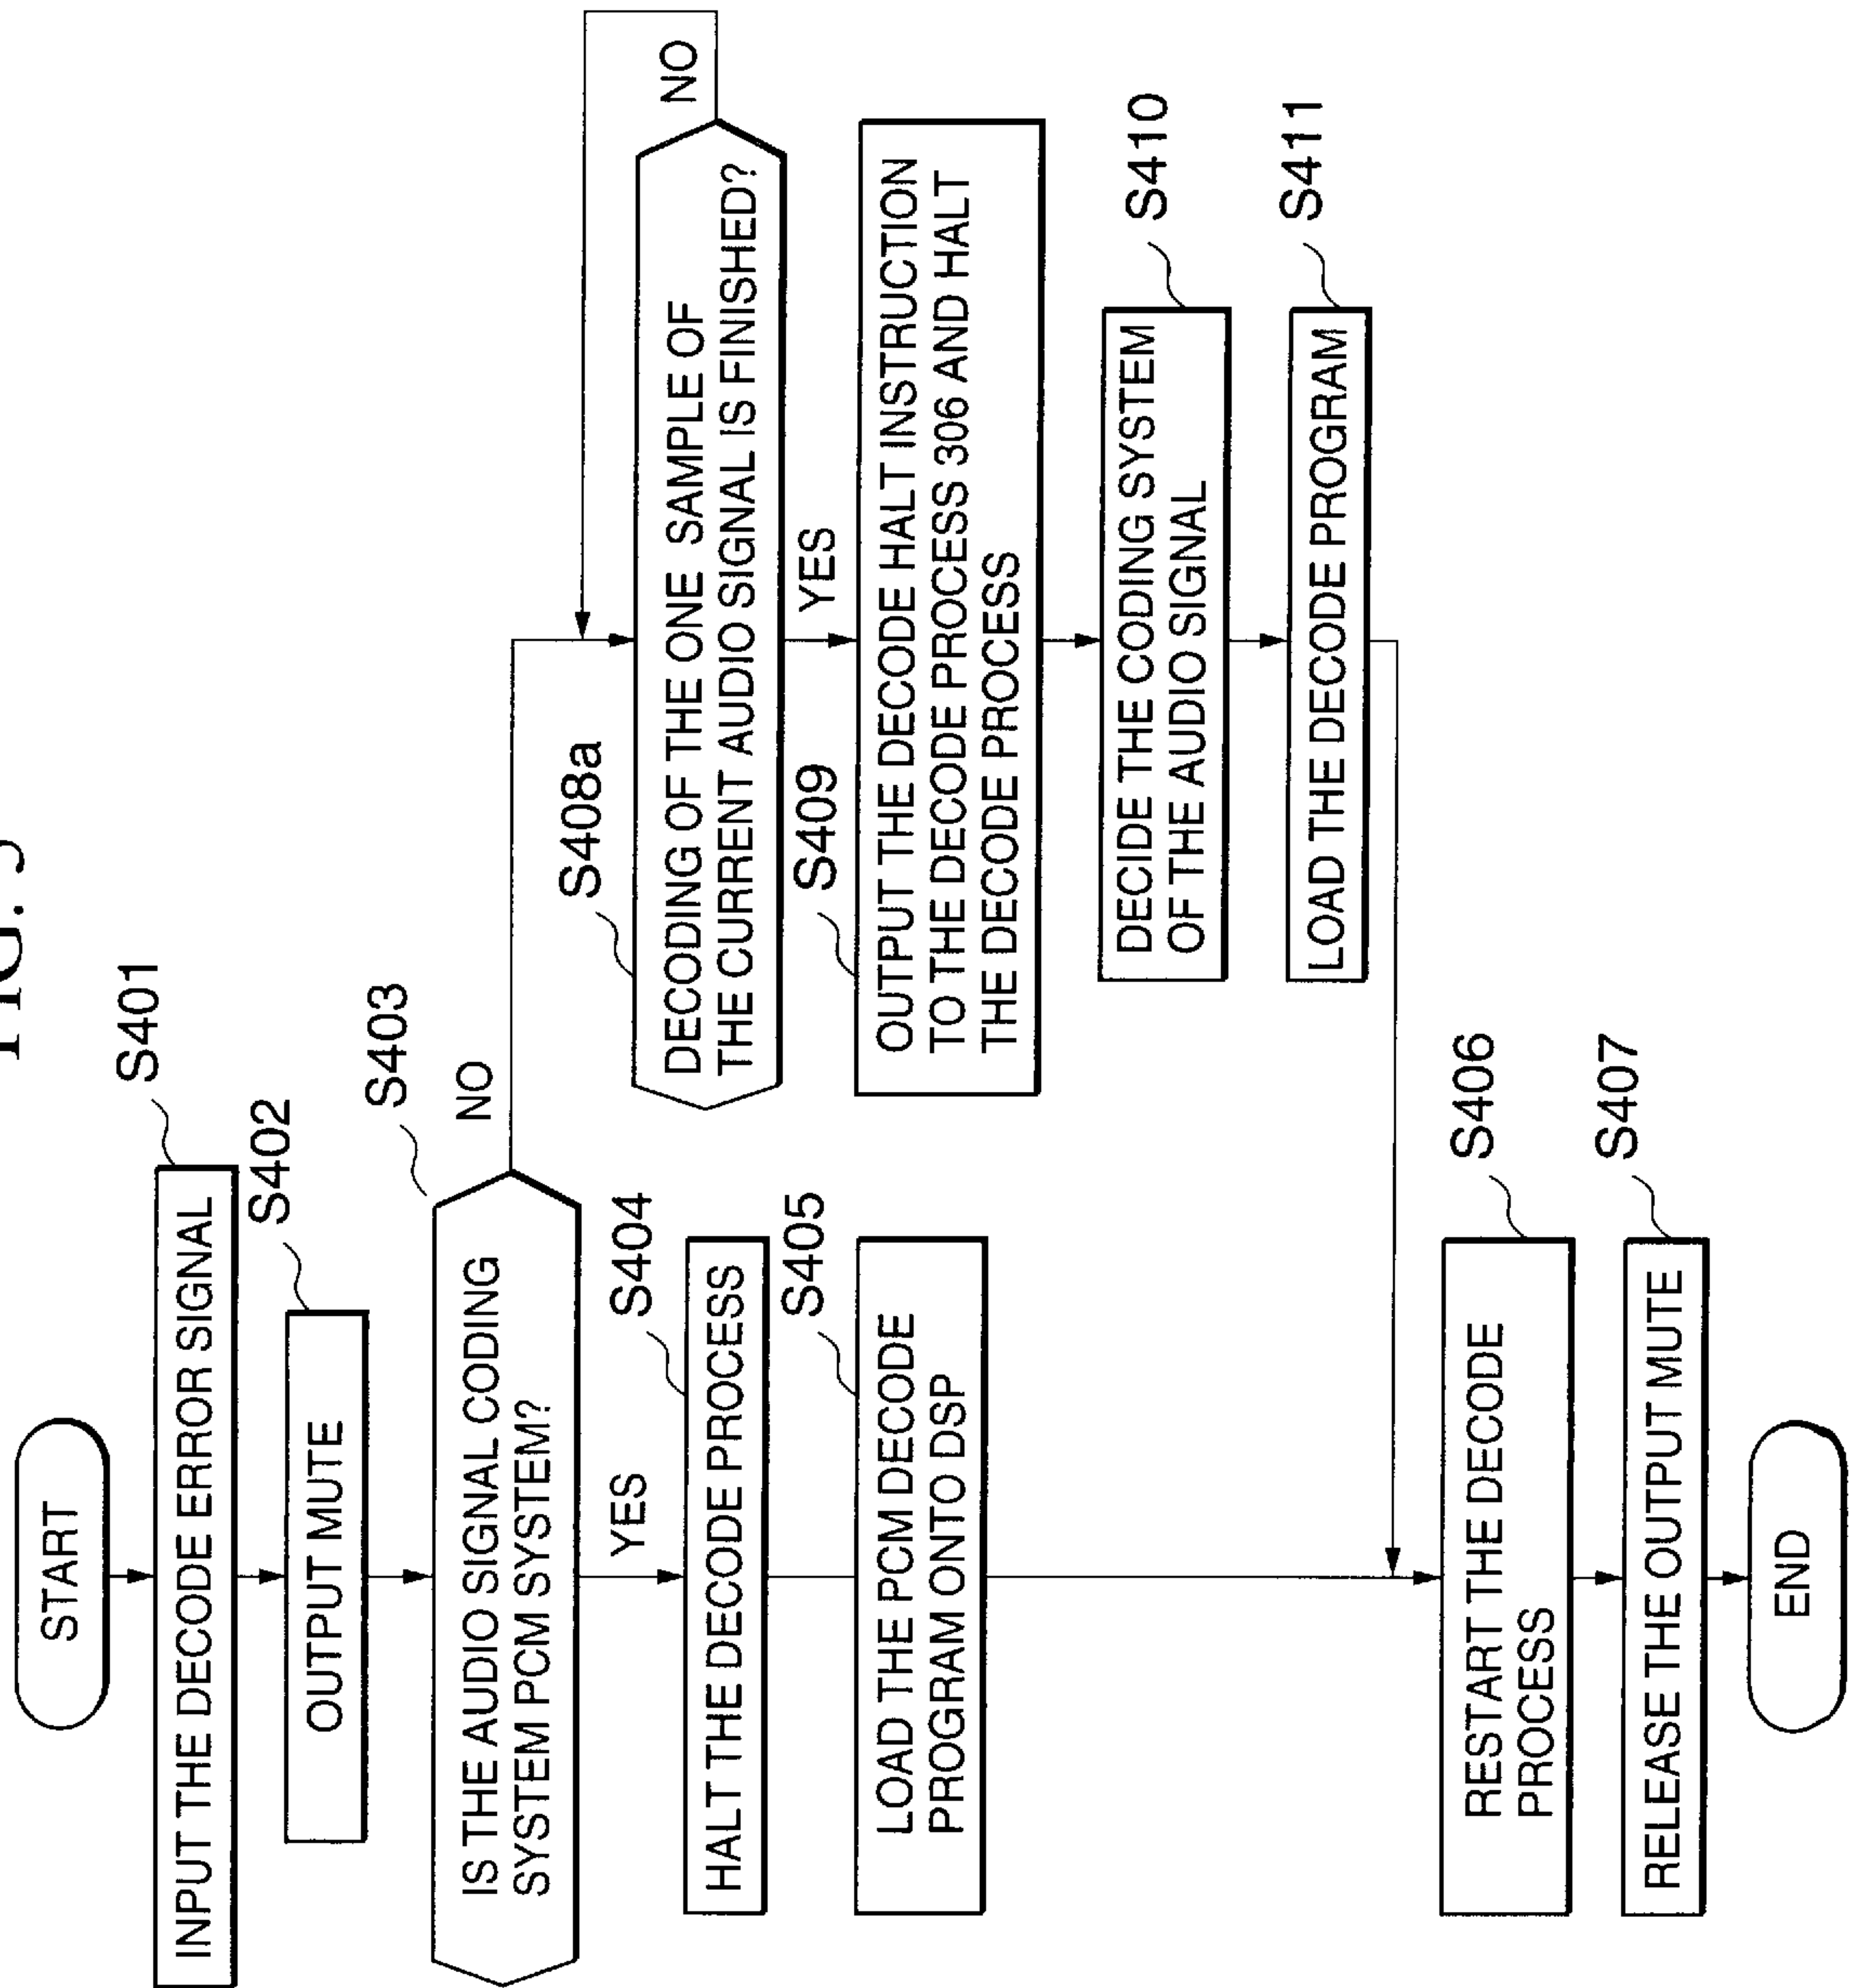 START
S401
INPUT THE DECODE ERROR SIGNAL
S402
OUTPUT MUTE
S403
IS THE AUDIO SIGNAL CODING
SYSTEM PCM SYSTEM?
NO
YES
S404
HALT THE DECODE PROCESS
S405
LOAD THE PCM DECODE
PROGRAM ONTO DSP
S408a
DECODING OF THE ONE SAMPLE OF
THE CURRENT AUDIO SIGNAL IS FINISHED?
NO
YES
S409
OUTPUT THE DECODE HALT INSTRUCTION
TO THE DECODE PROCESS 306 AND HALT
THE DECODE PROCESS
S410
DECIDE THE CODING SYSTEM
OF THE AUDIO SIGNAL
S411
LOAD THE DECODE PROGRAM
S406
RESTART THE DECODE
PROCESS
S407
RELEASE THE OUTPUT MUTE
END